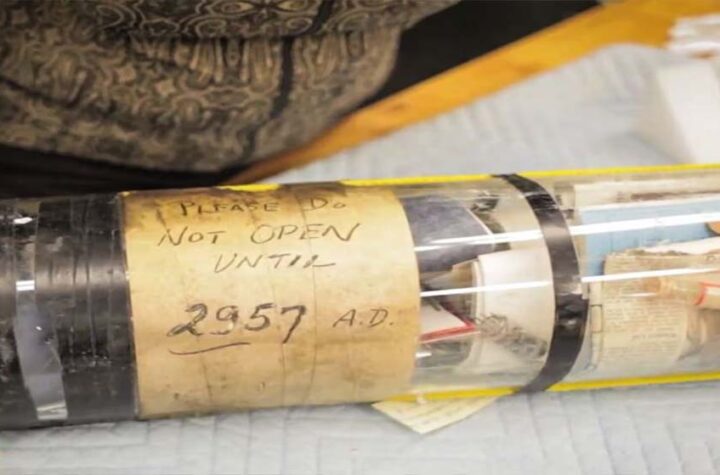 PLEASE DO
NOT OPEN
UNTIL
2957 A.D.